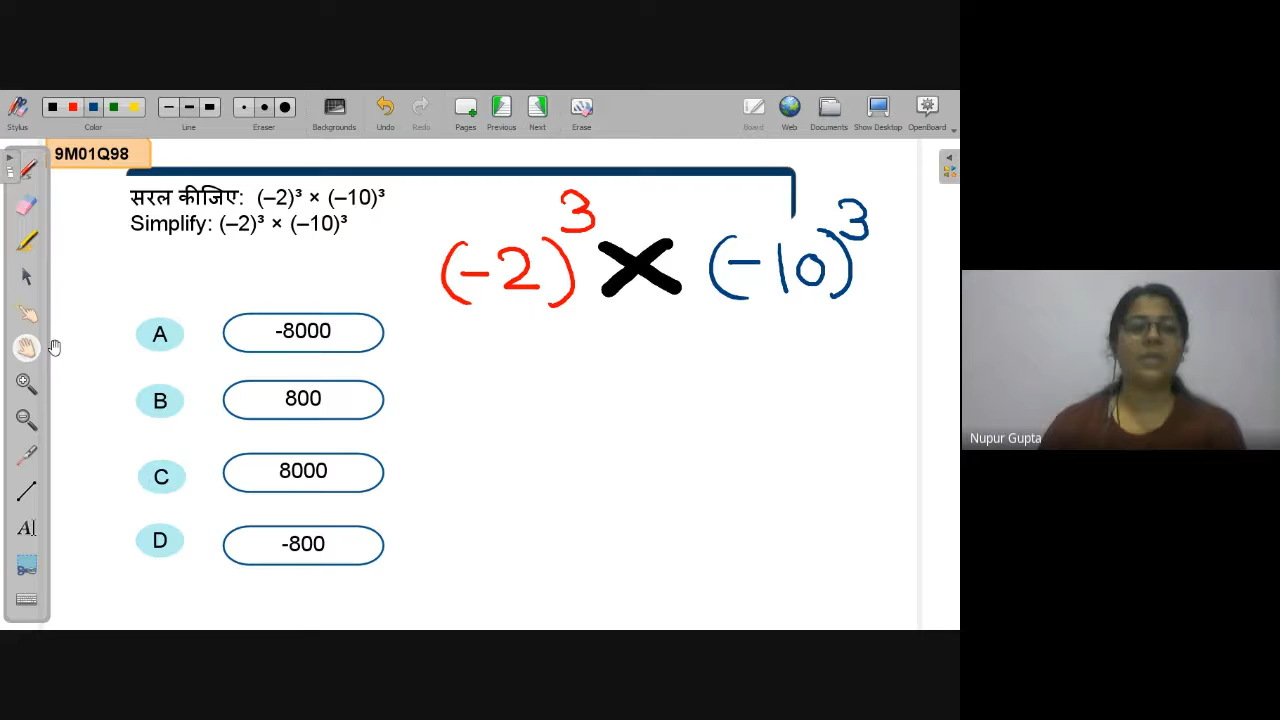 Stylus
Color
Line
Eraser
Backgrounds
Undo
Redo
Pages
Previous
Next
Erase
Board
Web
Documents
Show Desktop
OpenBoard
9M01Q98
सरल कीजिए: (–2)³ × (–10)³
Simplify: (–2)³ × (–10)³
(-2)³ × (-10)³
A -8000
B 800
C 8000
D -800
AI
Nupur Gupta